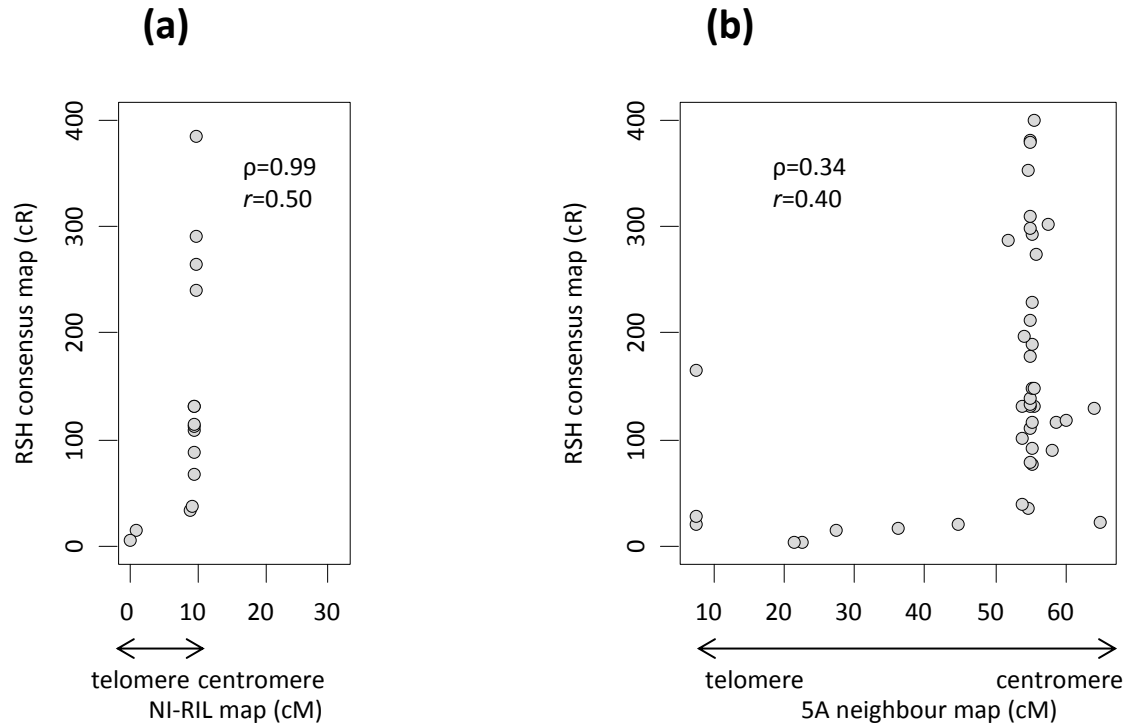 (a)
400
300
200
100
0
RSH consensus map (cR)
ρ=0.99
r=0.50
0 10 20 30
telomere centromere
NI-RIL map (cM)
(b)
400
300
200
100
0
RSH consensus map (cR)
ρ=0.34
r=0.40
10 20 30 40 50 60
telomere centromere
5A neighbour map (cM)